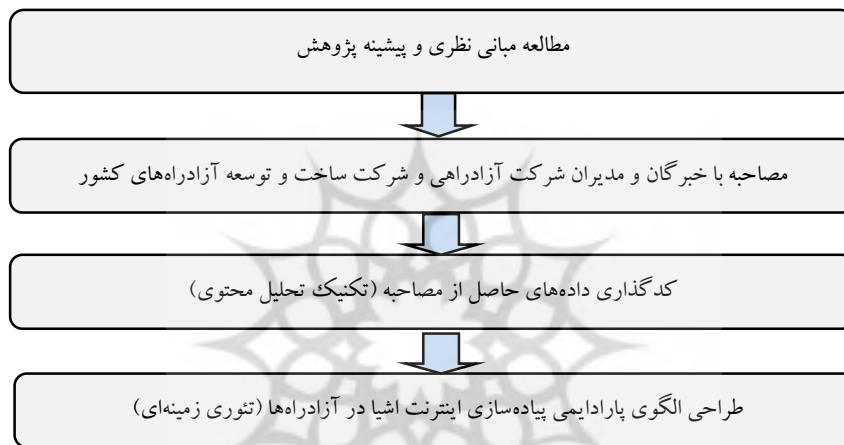 مطالعه مبانی نظری و پیشینه پژوهش
مصاحبه با خبرگان و مدیران شرکت آزادراهی و شرکت ساخت و توسعه آزادراه‌های کشور
کدگذاری داده‌های حاصل از مصاحبه (تکنیک تحلیل محتوی)
طراحی الگوی پارادایمی پیاده‌سازی اینترنت اشیا در آزادراه‌ها (تئوری زمینه‌ای)